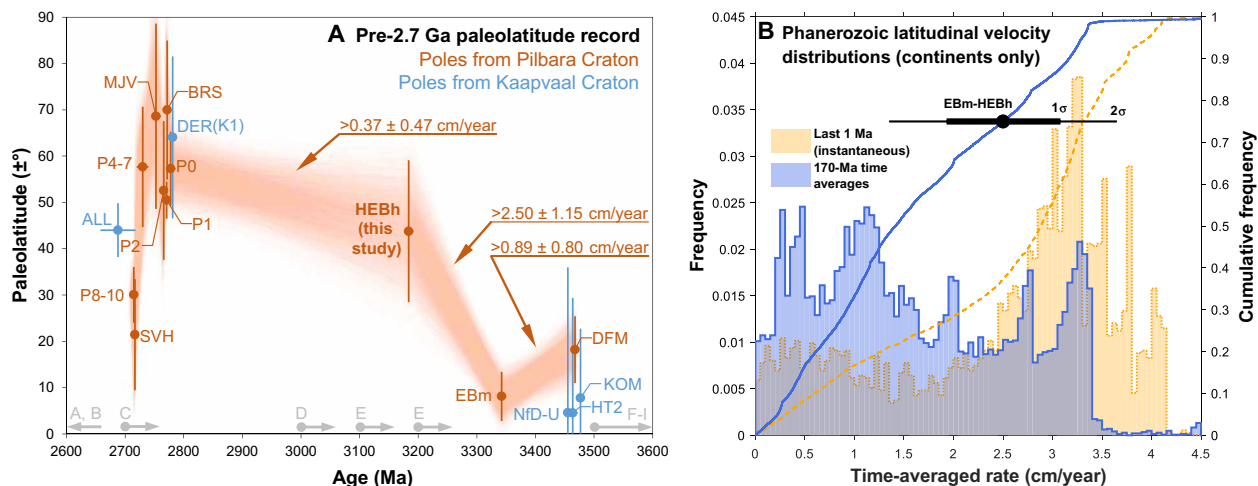 A Pre-2.7 Ga paleolatitude record
Poles from Pilbara Craton
Poles from Kaapvaal Craton
Paleolatitude (±º)
90
80
70
60
50
40
30
20
10
0
MJV
BRS
DER(K1)
P4-7
P0
ALL
P2
P1
P8-10
SVH
>0.37 ± 0.47 cm/year
HEBh
(this
study)
>2.50 ± 1.15 cm/year
>0.89 ± 0.80 cm/year
DFM
EBm
KOM
NfD-U
HT2
A, B
C
D
E
E
F-I
2600
2700
2800
2900
3000
3100
3200
3300
3400
3500
3600
Age (Ma)
B Phanerozoic latitudinal velocity
distributions (continents only)
EBm-HEBh
1σ
2σ
Last 1 Ma
(instantaneous)
170-Ma time
averages
Frequency
0.045
0.04
0.035
0.03
0.025
0.02
0.015
0.01
0.005
0
Cumulative frequency
1
0.9
0.8
0.7
0.6
0.5
0.4
0.3
0.2
0.1
0
0
0.5
1
1.5
2
2.5
3
3.5
4
4.5
Time-averaged rate (cm/year)